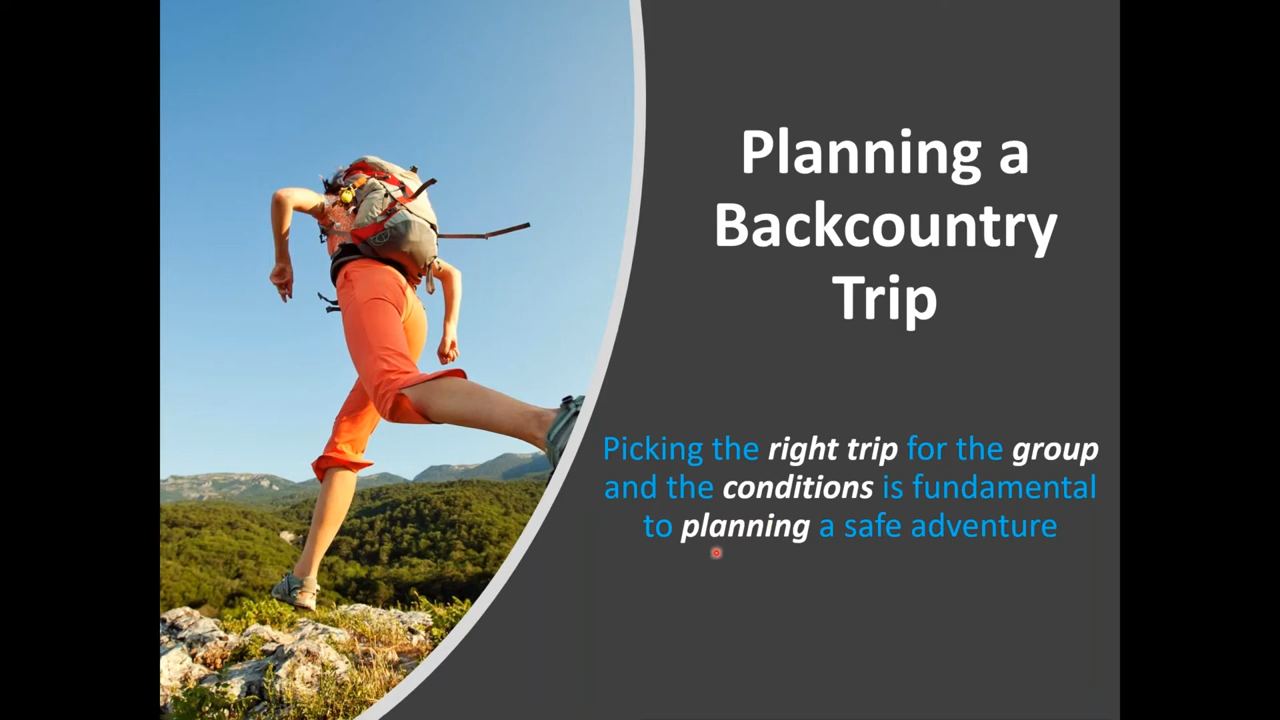 Planning a
Backcountry
Trip
Picking the right trip for the group
and the conditions is fundamental
to planning a safe adventure